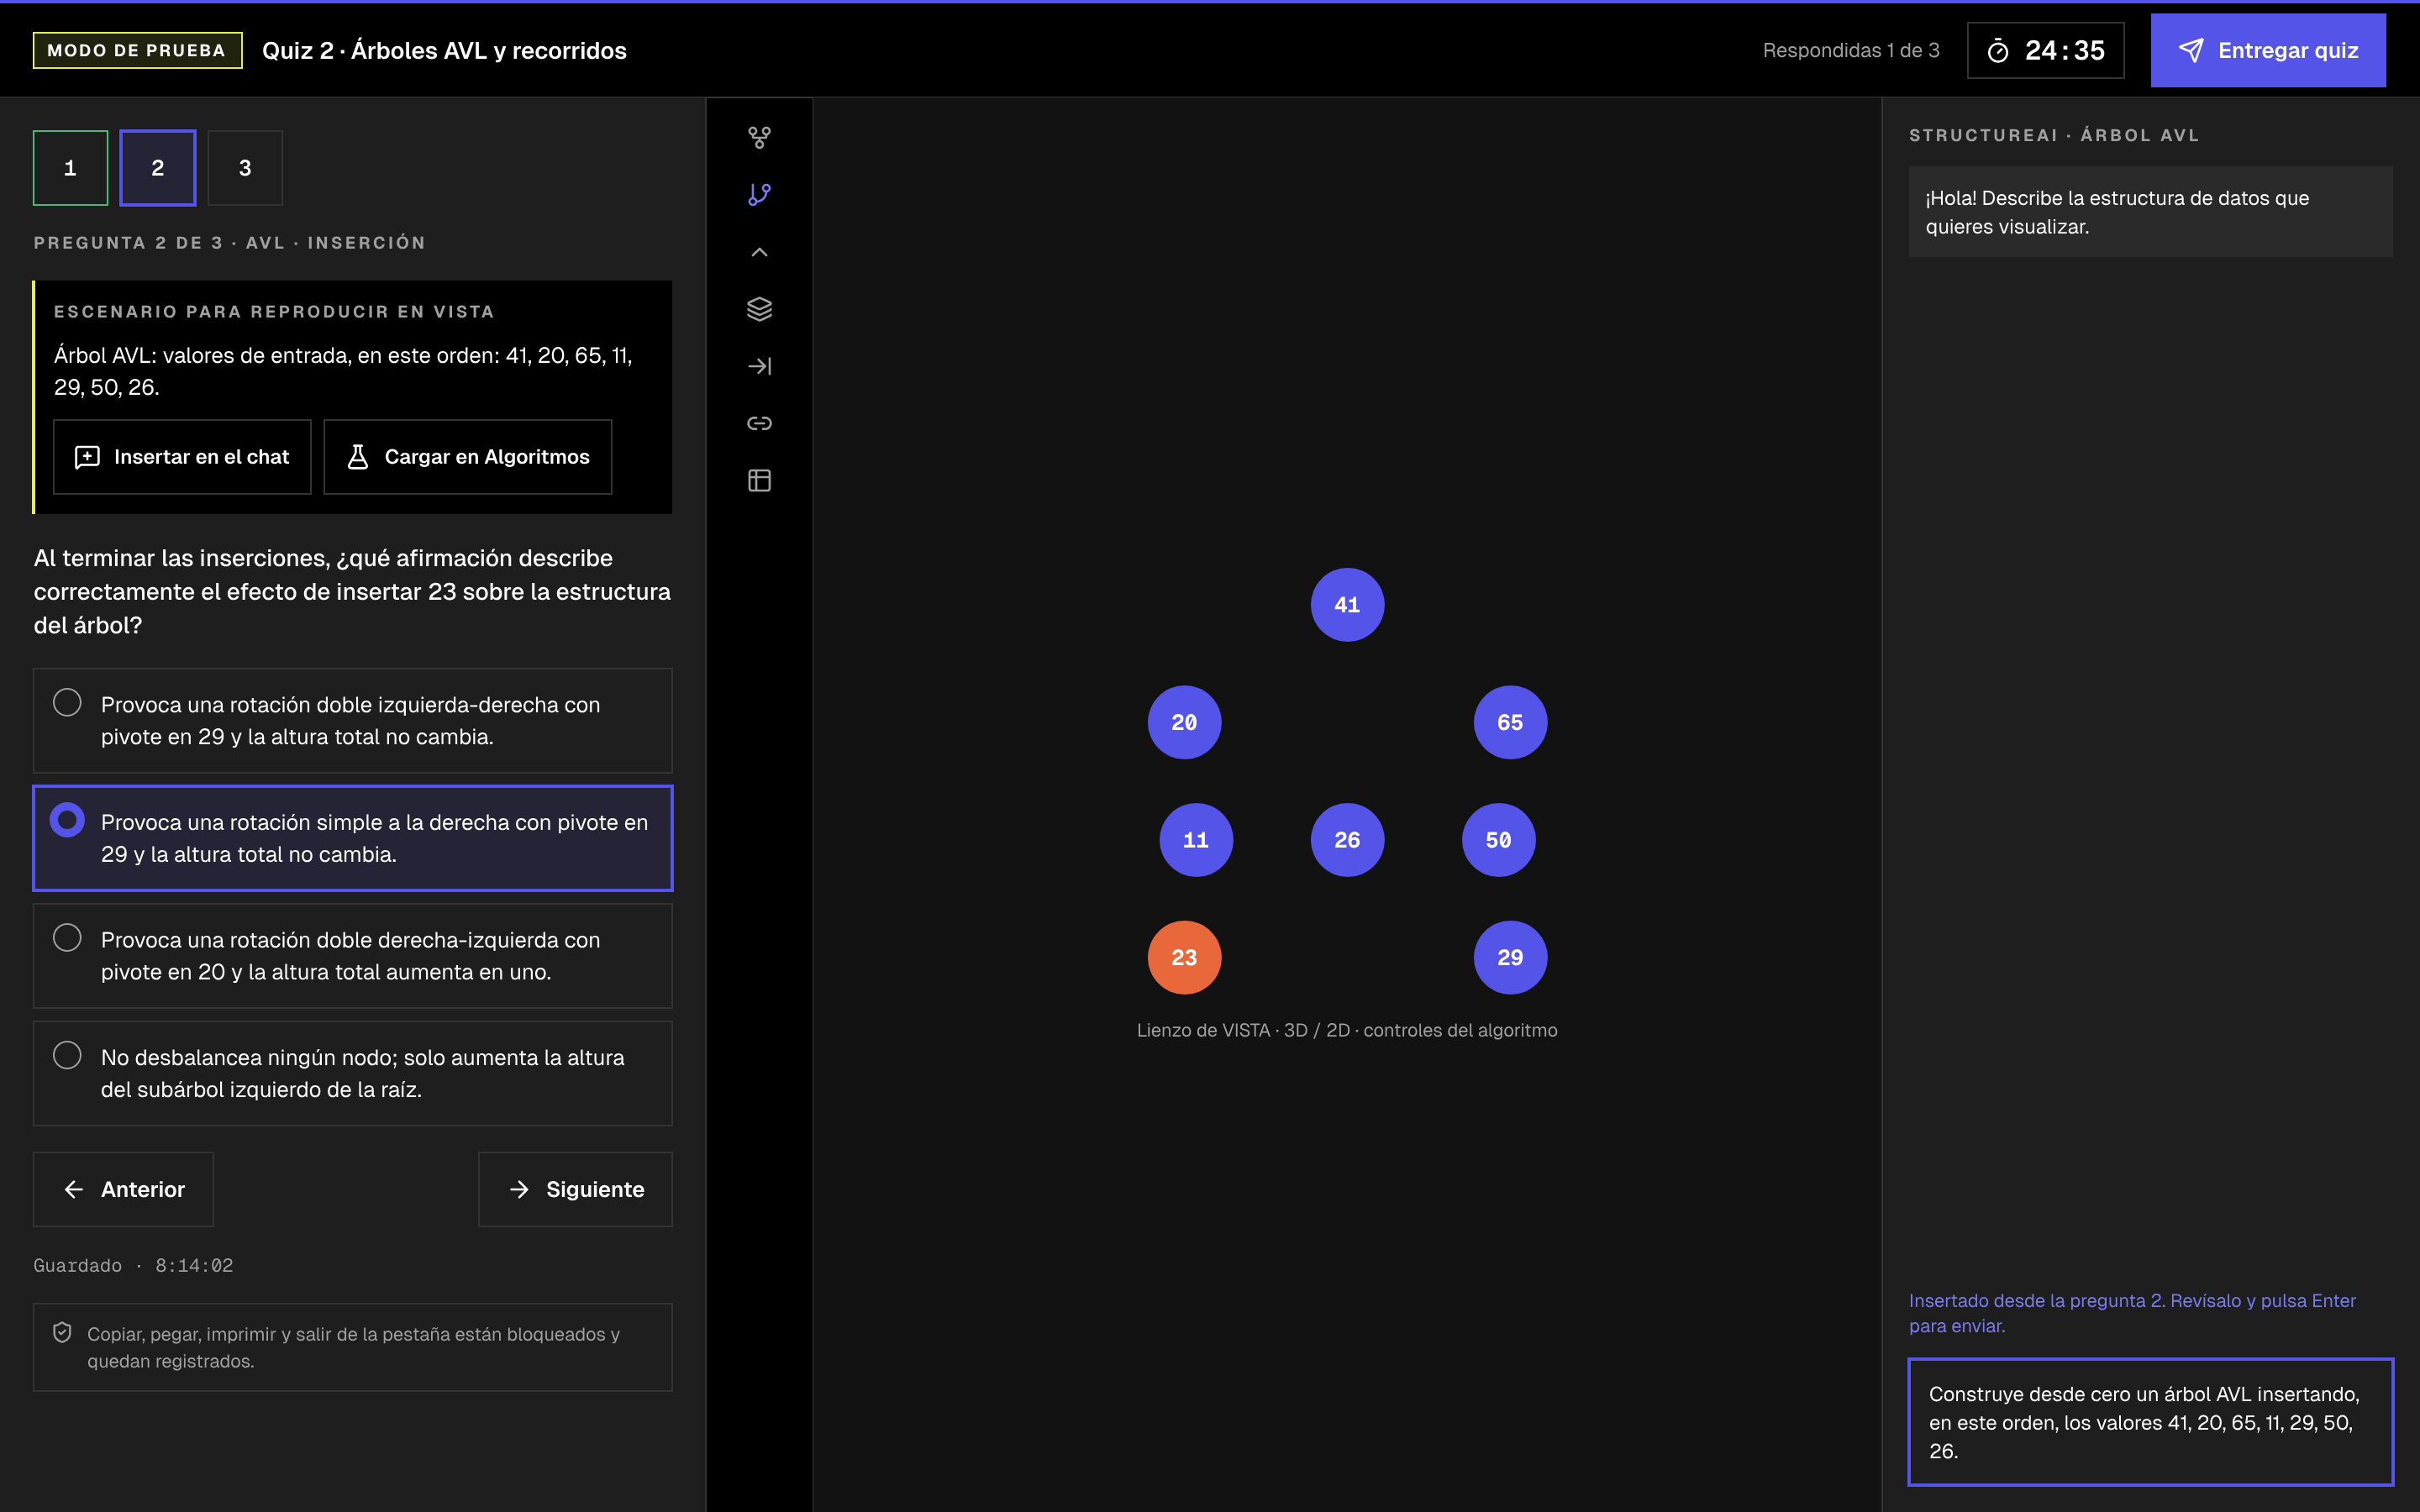 MODO DE PRUEBA
Quiz 2 · Árboles AVL y recorridos
Respondidas 1 de 3
24:35
Entregar quiz
1
2
3
PREGUNTA 2 DE 3 · AVL · INSERCIÓN
ESCENARIO PARA REPRODUCIR EN VISTA
Árbol AVL: valores de entrada, en este orden: 41, 20, 65, 11,
29, 50, 26.
Insertar en el chat
Cargar en Algoritmos
Al terminar las inserciones, ¿qué afirmación describe
correctamente el efecto de insertar 23 sobre la estructura
del árbol?
Provoca una rotación doble izquierda-derecha con
pivote en 29 y la altura total no cambia.
Provoca una rotación simple a la derecha con pivote en
29 y la altura total no cambia.
Provoca una rotación doble derecha-izquierda con
pivote en 20 y la altura total aumenta en uno.
No desbalancea ningún nodo; solo aumenta la altura
del subárbol izquierdo de la raíz.
Anterior
Siguiente
Guardado · 8:14:02
Copiar, pegar, imprimir y salir de la pestaña están bloqueados y
quedan registrados.
41
20
65
11
26
50
23
29
Lienzo de VISTA · 3D / 2D · controles del algoritmo
STRUCTUREAI · ÁRBOL AVL
¡Hola! Describe la estructura de datos que
quieres visualizar.
Insertado desde la pregunta 2. Revísalo y pulsa Enter
para enviar.
Construye desde cero un árbol AVL insertando,
en este orden, los valores 41, 20, 65, 11, 29, 50,
26.